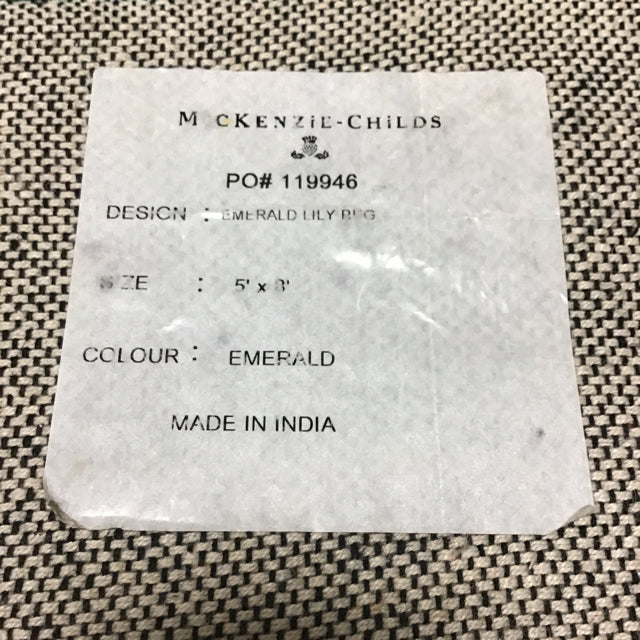 MacKENZiE-CHiLDS
PO# 119946
DESIGN : EMERALD LILY RUG
SIZE : 5' x 8'
COLOUR : EMERALD
MADE IN INDIA